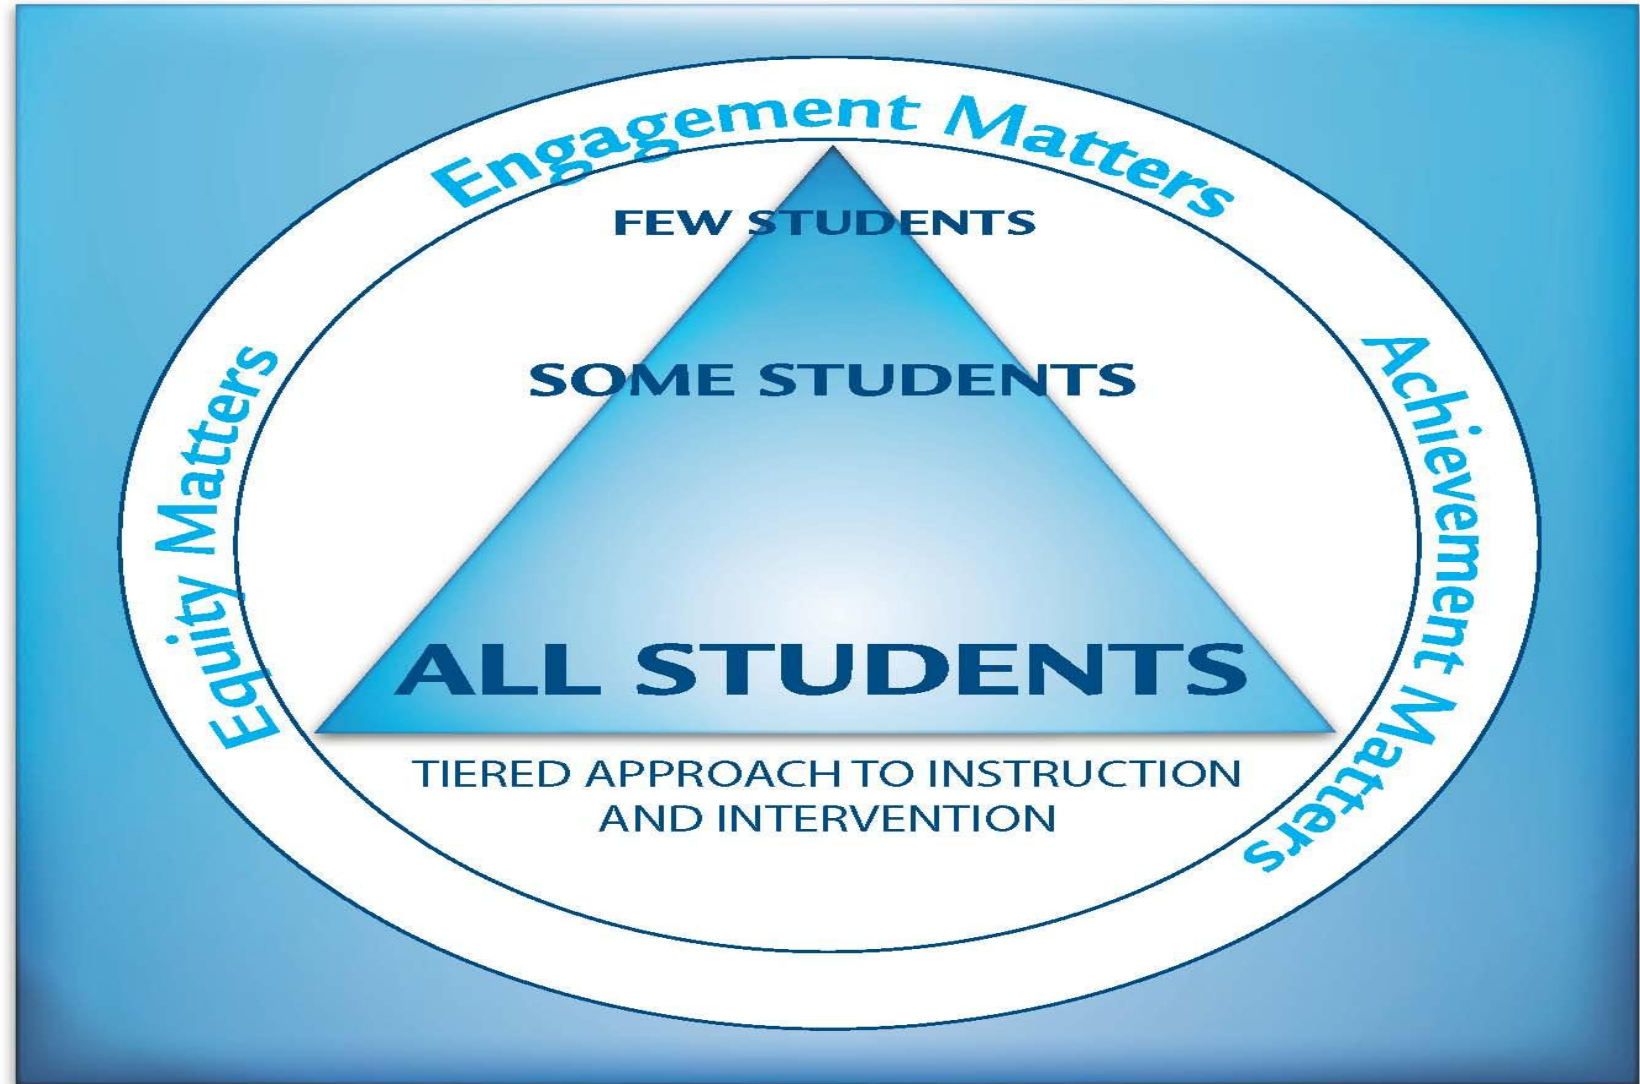 Engagement Matters
FEW STUDENTS
SOME STUDENTS
Equity Matters
Achievement Matters
ALL STUDENTS
TIERED APPROACH TO INSTRUCTION
AND INTERVENTION